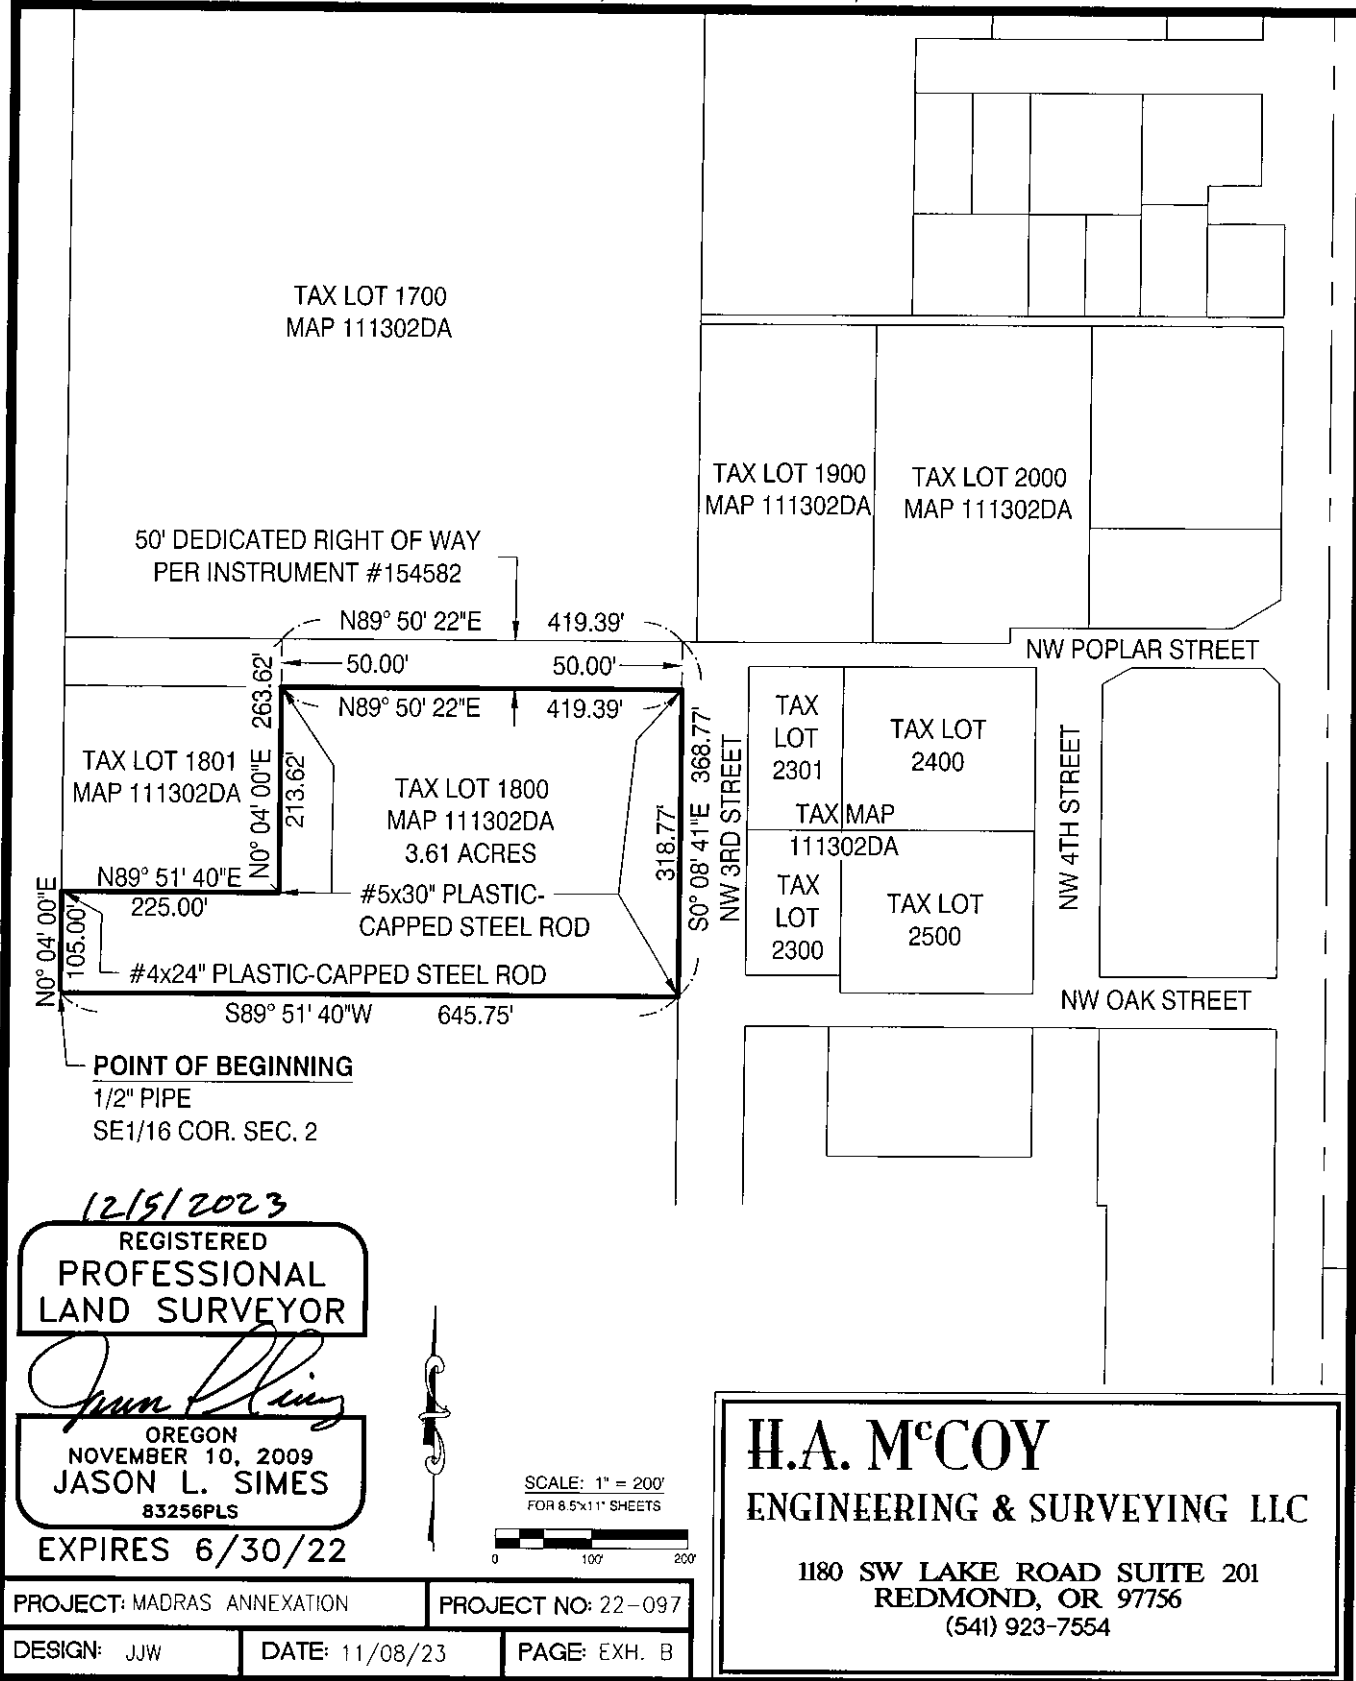 TAX LOT 1700
MAP 111302DA
TAX LOT 1900
MAP 111302DA
TAX LOT 2000
MAP 111302DA
50' DEDICATED RIGHT OF WAY
PER INSTRUMENT #154582
N89° 50' 22"E 419.39'
50.00' 50.00'
N89° 50' 22"E 419.39'
NW POPLAR STREET
TAX LOT 1801
MAP 111302DA
N0° 04' 00"E 263.62'
213.62'
TAX LOT 1800
MAP 111302DA
3.61 ACRES
318.77'
S0° 08' 41"E 368.77'
NW 3RD STREET
TAX
LOT
2301
TAX LOT
2400
TAX MAP
111302DA
TAX
LOT
2300
TAX LOT
2500
NW 4TH STREET
N89° 51' 40"E
225.00'
#5x30" PLASTIC-
CAPPED STEEL ROD
N0° 04' 00"E
105.00'
#4x24" PLASTIC-CAPPED STEEL ROD
S89° 51' 40"W 645.75'
NW OAK STREET
POINT OF BEGINNING
1/2" PIPE
SE1/16 COR. SEC. 2
12/5/2023
REGISTERED
PROFESSIONAL
LAND SURVEYOR
OREGON
NOVEMBER 10, 2009
JASON L. SIMES
83256PLS
EXPIRES 6/30/22
SCALE: 1" = 200'
FOR 8.5"x11" SHEETS
0 100' 200'
H.A. McCOY
ENGINEERING & SURVEYING LLC
1180 SW LAKE ROAD SUITE 201
REDMOND, OR 97756
(541) 923-7554
PROJECT: MADRAS ANNEXATION
PROJECT NO: 22-097
DESIGN: JJW
DATE: 11/08/23
PAGE: EXH. B